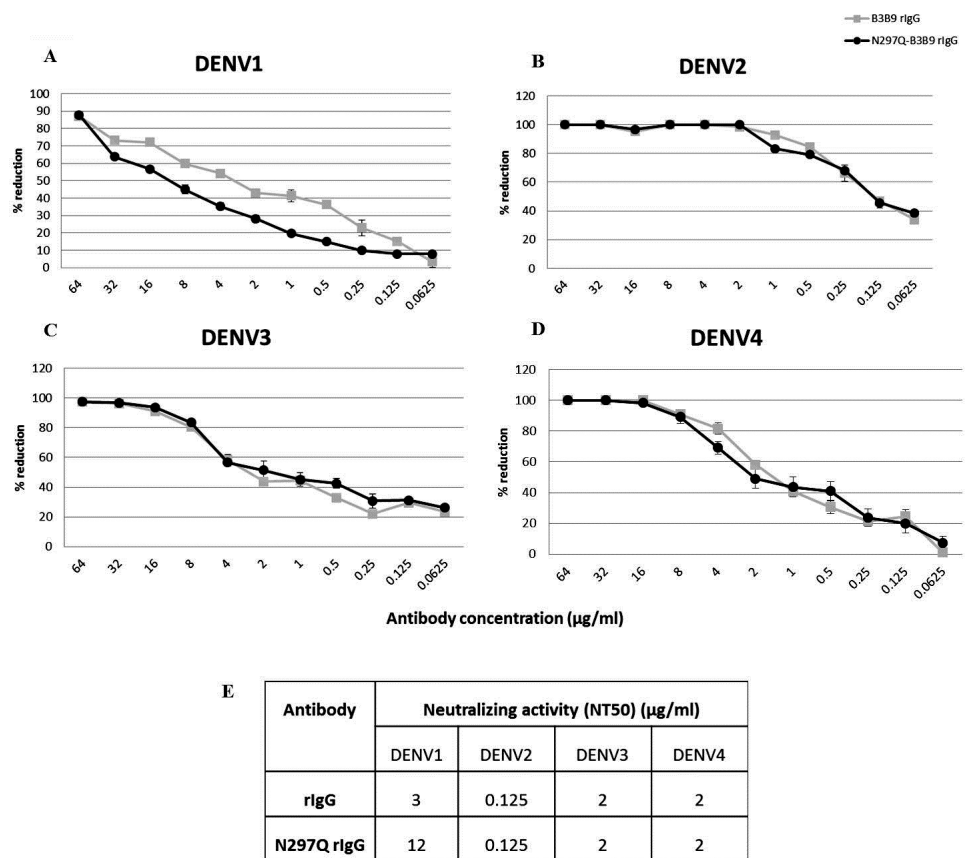 B3B9 rIgG
N297Q-B3B9 rIgG
A
DENV1
% reduction
100
90
80
70
60
50
40
30
20
10
0
64 32 16 8 4 2 1 0.5 0.25 0.125 0.0625
B
DENV2
% reduction
120
100
80
60
40
20
0
64 32 16 8 4 2 1 0.5 0.25 0.125 0.0625
C
DENV3
% reduction
120
100
80
60
40
20
0
64 32 16 8 4 2 1 0.5 0.25 0.125 0.0625
D
DENV4
% reduction
120
100
80
60
40
20
0
64 32 16 8 4 2 1 0.5 0.25 0.125 0.0625
Antibody concentration (µg/ml)
E
Antibody Neutralizing activity (NT50) (µg/ml)
DENV1 DENV2 DENV3 DENV4
rIgG 3 0.125 2 2
N297Q rIgG 12 0.125 2 2